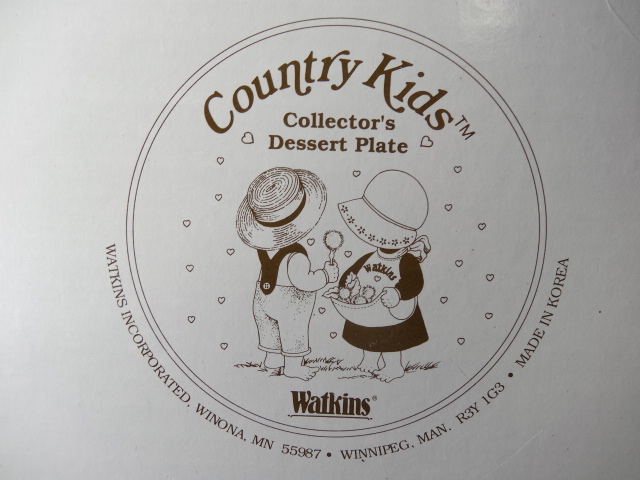 Country Kids™
Collector's
Dessert Plate
Watkins
Watkins®
WATKINS INCORPORATED, WINONA, MN 55987 • WINNIPEG, MAN. R3Y 1G3 • MADE IN KOREA